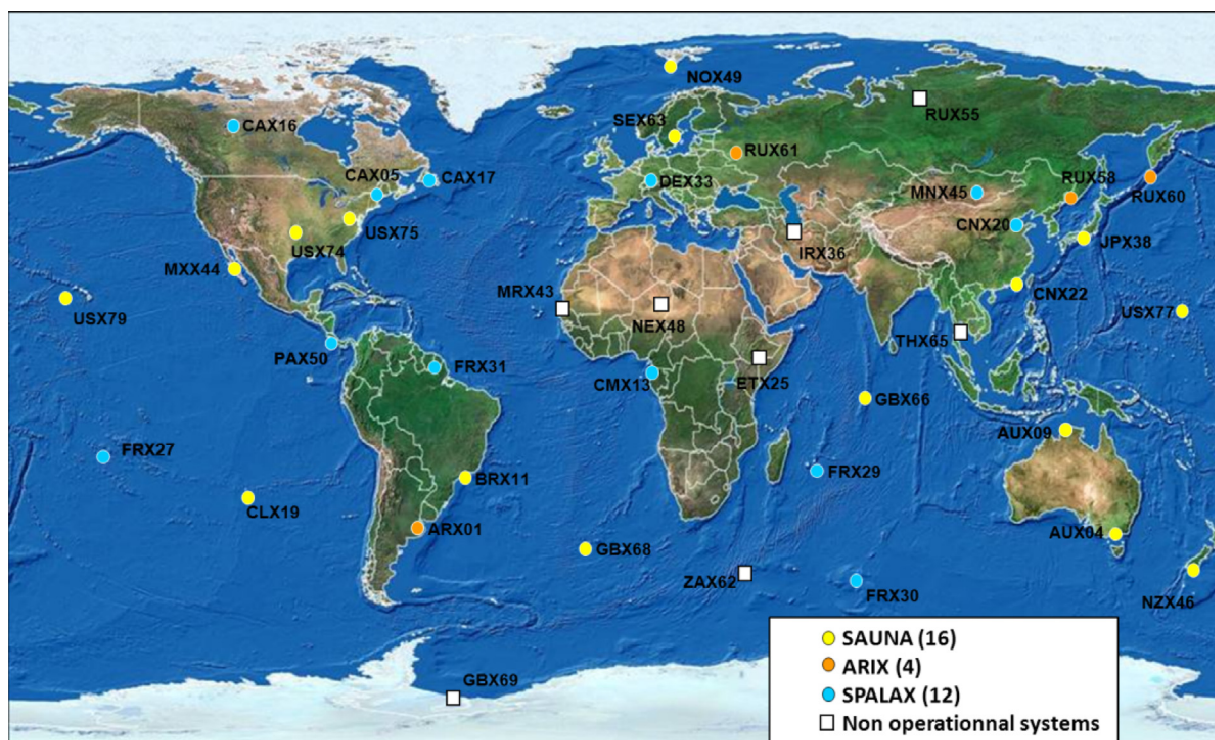 NOX49
RUX55
SEX63
CAX16
RUX61
CAX05
CAX17
DEX33
MNX45
RUX58
RUX60
USX75
CNX20
USX74
IRX36
JPX38
MXX44
MRX43
CNX22
USX79
NEX48
USX77
THX65
PAX50
FRX31
CMX13
ETX25
GBX66
AUX09
FRX27
BRX11
FRX29
CLX19
ARX01
AUX04
GBX68
ZAX62
FRX30
NZX46
GBX69
SAUNA (16)
ARIX (4)
SPALAX (12)
Non operationnal systems